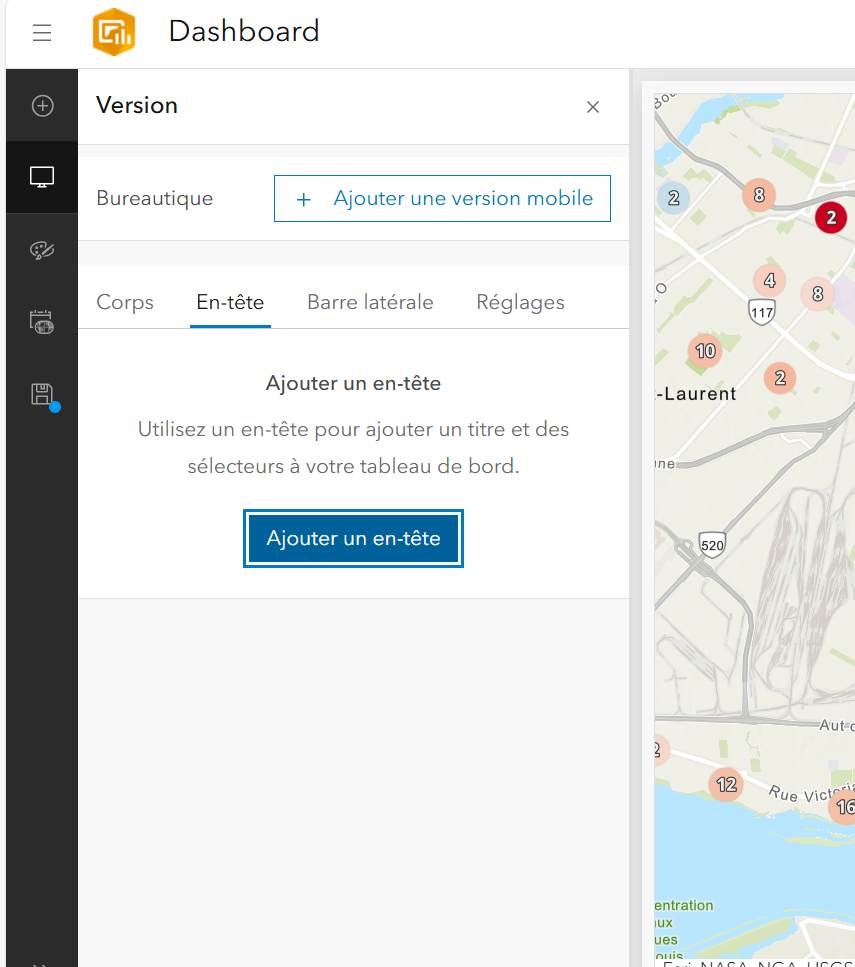 Dashboard
Version
Bureautique
+ Ajouter une version mobile
Corps
En-tête
Barre latérale
Réglages
Ajouter un en-tête
Utilisez un en-tête pour ajouter un titre et des
sélecteurs à votre tableau de bord.
Ajouter un en-tête
2
8
2
4
8
117
10
2
-Laurent
520
Aut
2
12
Rue Victoria
16
entration
aux
ues
ouis
Esri, NASA, NGA, USGS